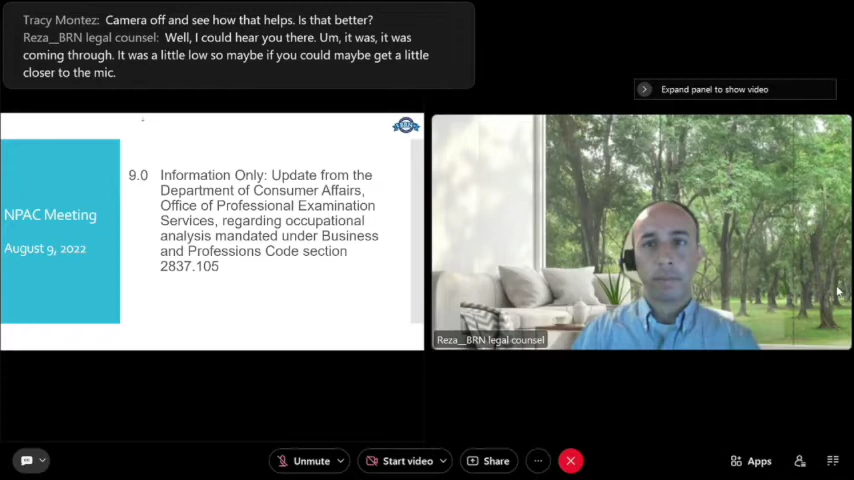 Tracy Montez: Camera off and see how that helps. Is that better?
Reza__BRN legal counsel: Well, I could hear you there. Um, it was, it was
coming through. It was a little low so maybe if you could maybe get a little
closer to the mic.
Expand panel to show video
NPAC Meeting
August 9, 2022
9.0 Information Only: Update from the
Department of Consumer Affairs,
Office of Professional Examination
Services, regarding occupational
analysis mandated under Business
and Professions Code section
2837.105
Reza__BRN legal counsel
Unmute
Start video
Share
Apps